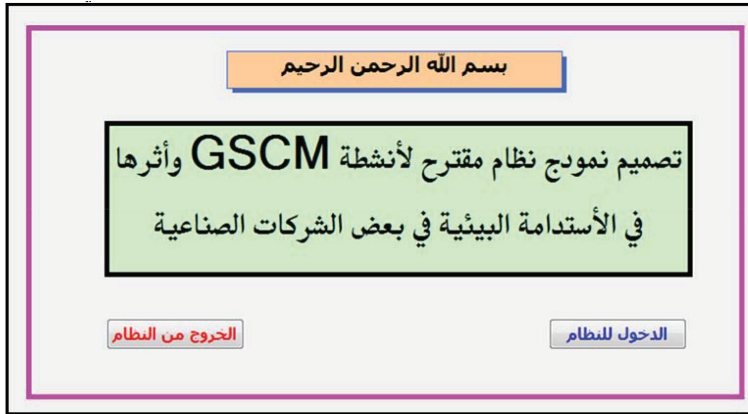 بسم الله الرحمن الرحيم
تصميم نمودج نظام مقترح لأنشطة GSCM وأثرها
في الأستدامة البيئية في بعض الشركات الصناعية
الدخول للنظام
الخروج من النظام